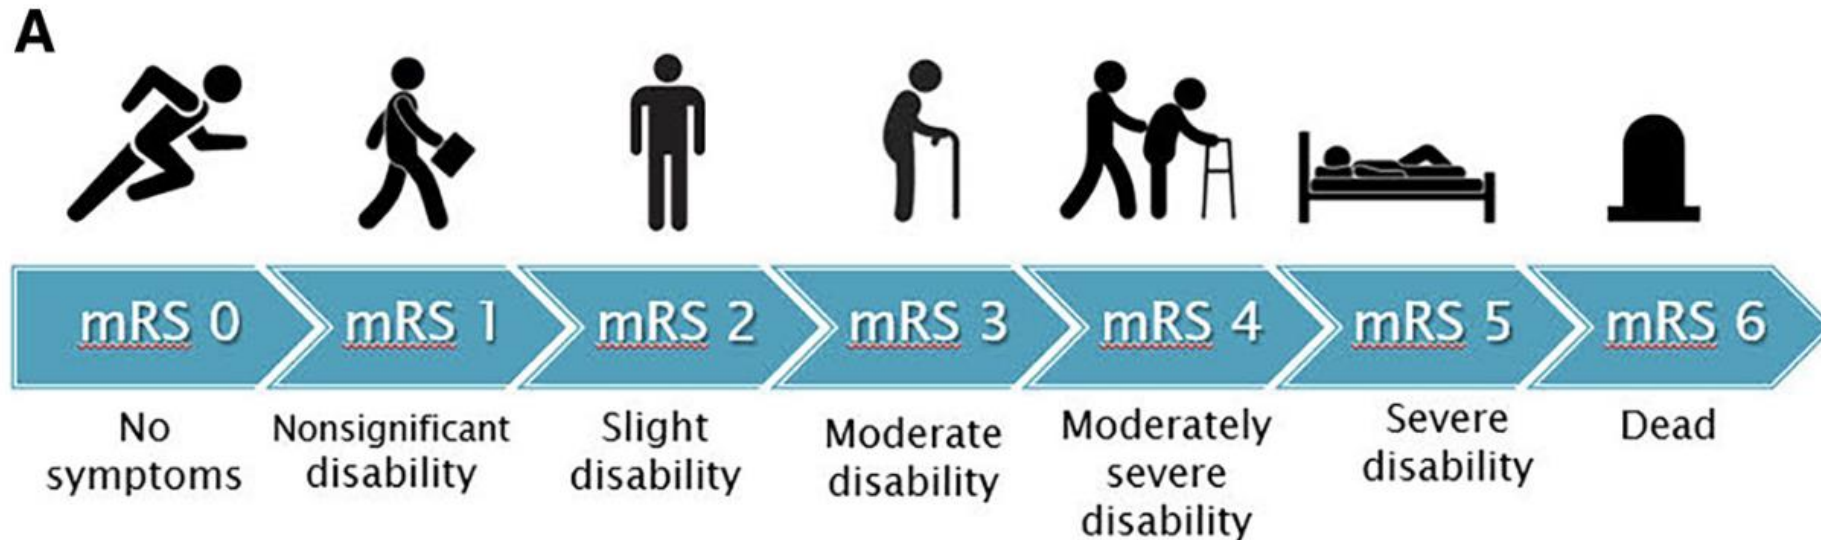 A
mRS 0
mRS 1
mRS 2
mRS 3
mRS 4
mRS 5
mRS 6
No
symptoms
Nonsignificant
disability
Slight
disability
Moderate
disability
Moderately
severe
disability
Severe
disability
Dead